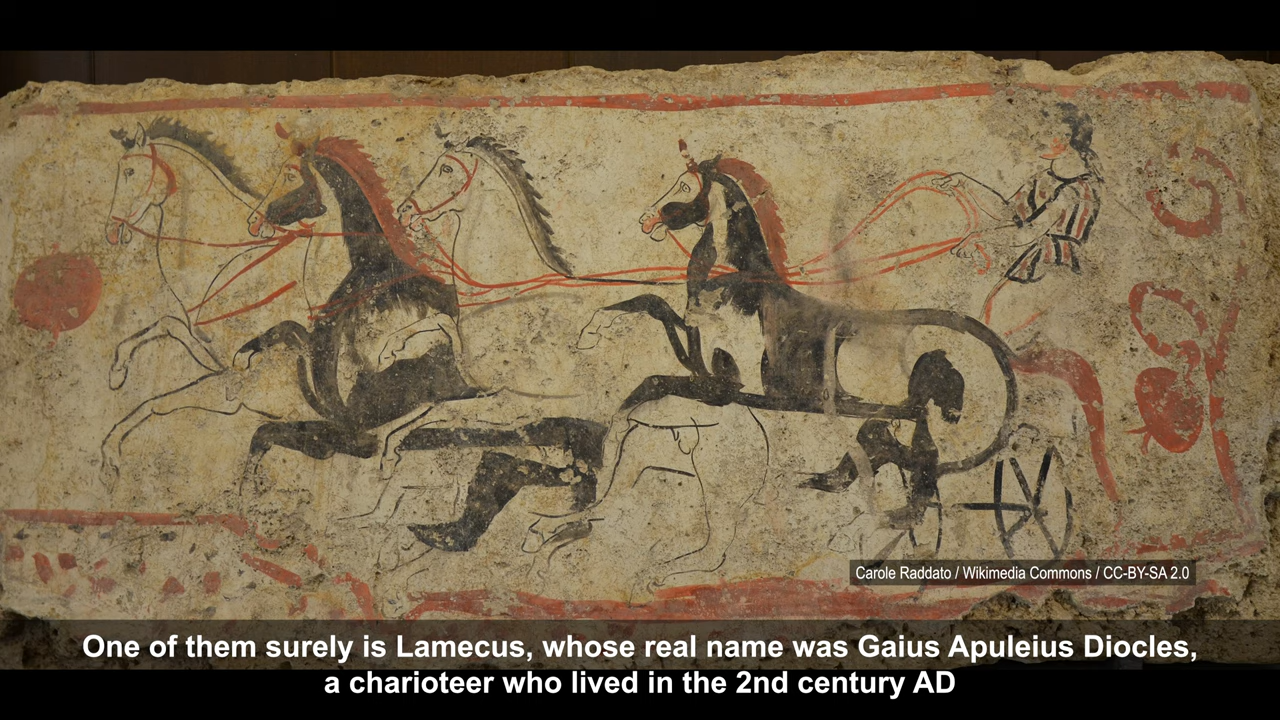 Carole Raddato / Wikimedia Commons / CC-BY-SA 2.0
One of them surely is Lamecus, whose real name was Gaius Apuleius Diocles,
a charioteer who lived in the 2nd century AD